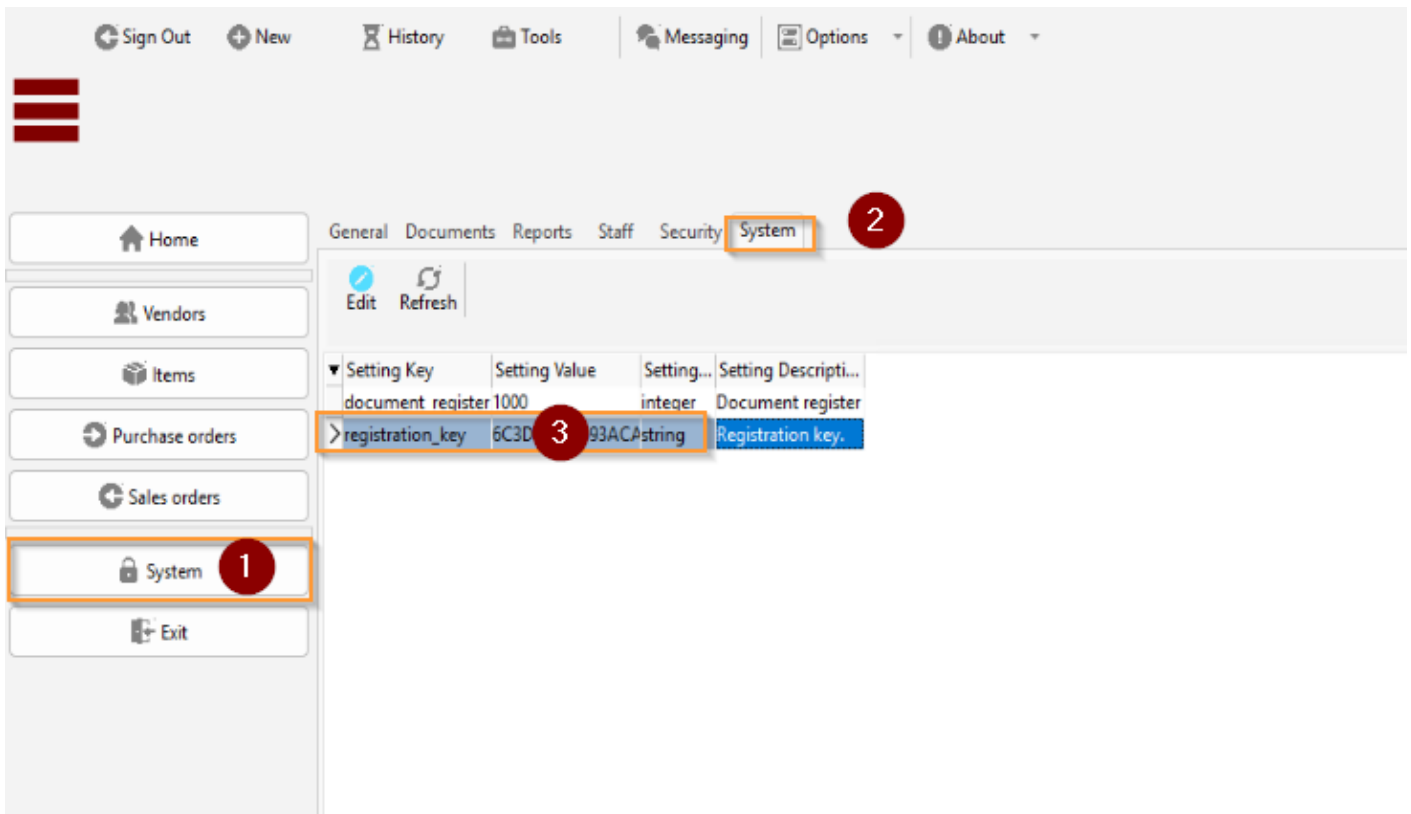 Sign Out New History Tools Messaging Options About
Home
General Documents Reports Staff Security System 2
Edit Refresh
Vendors
Items
Setting Key Setting Value Setting... Setting Descripti...
document_register 1000 integer Document register
Purchase orders
registration_key 6C3D 3 93ACA string Registration key.
Sales orders
System 1
Exit